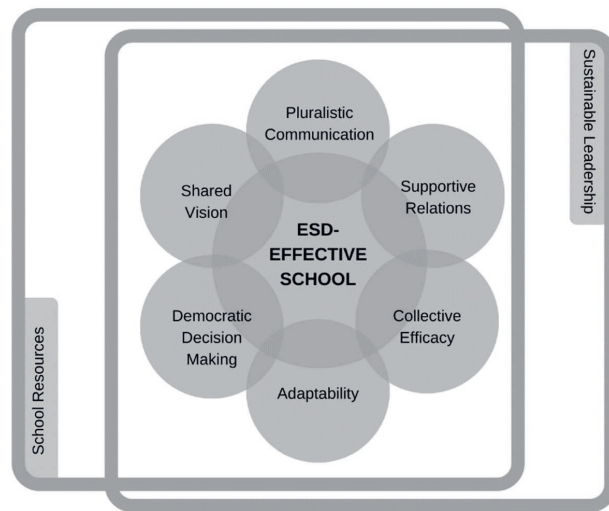 Pluralistic
Communication
Shared
Vision
Supportive
Relations
ESD-
EFFECTIVE
SCHOOL
Democratic
Decision
Making
Collective
Efficacy
Adaptability
School Resources
Sustainable Leadership